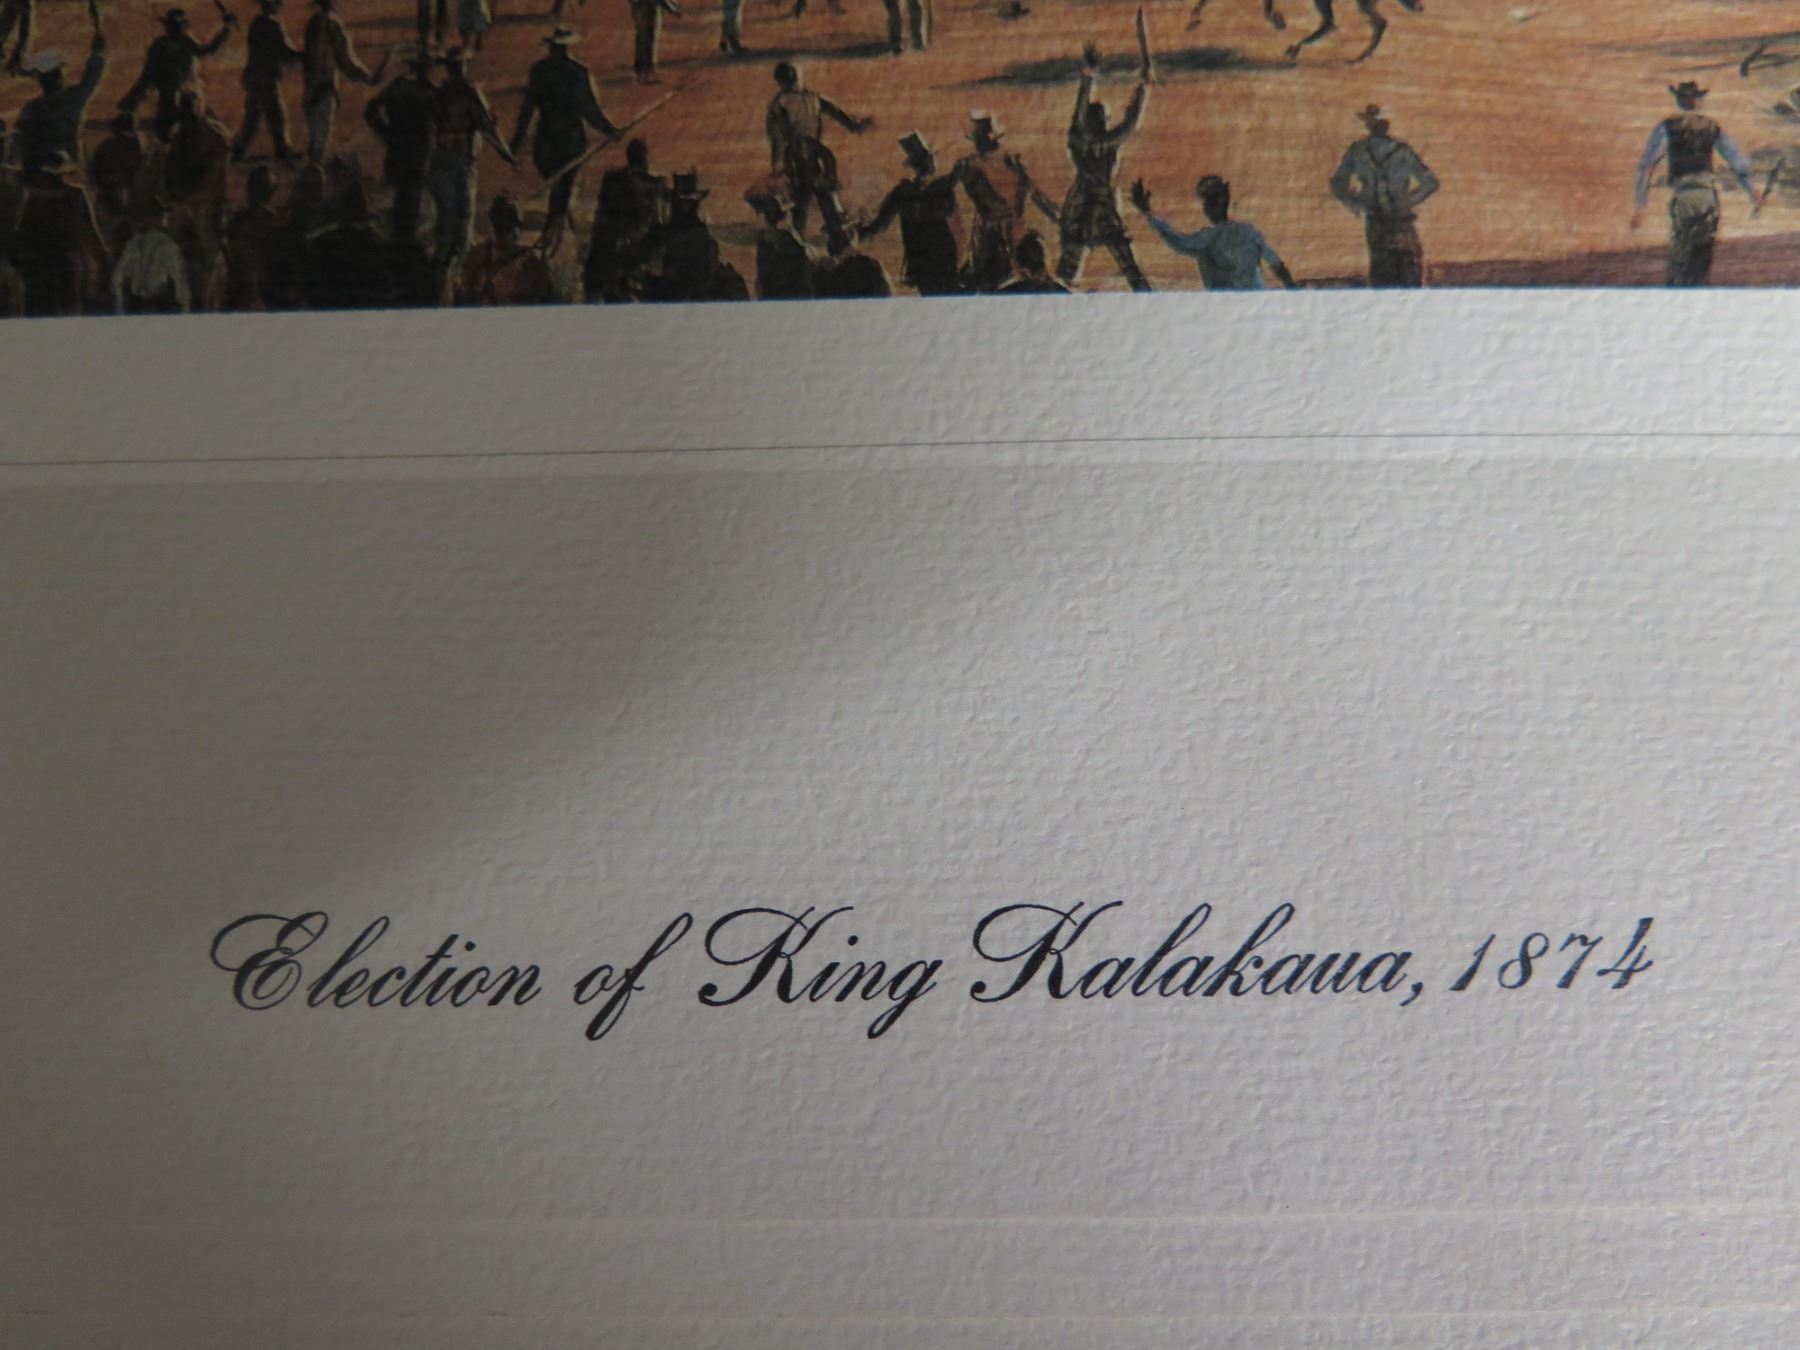 Election of King Kalakaua, 1874